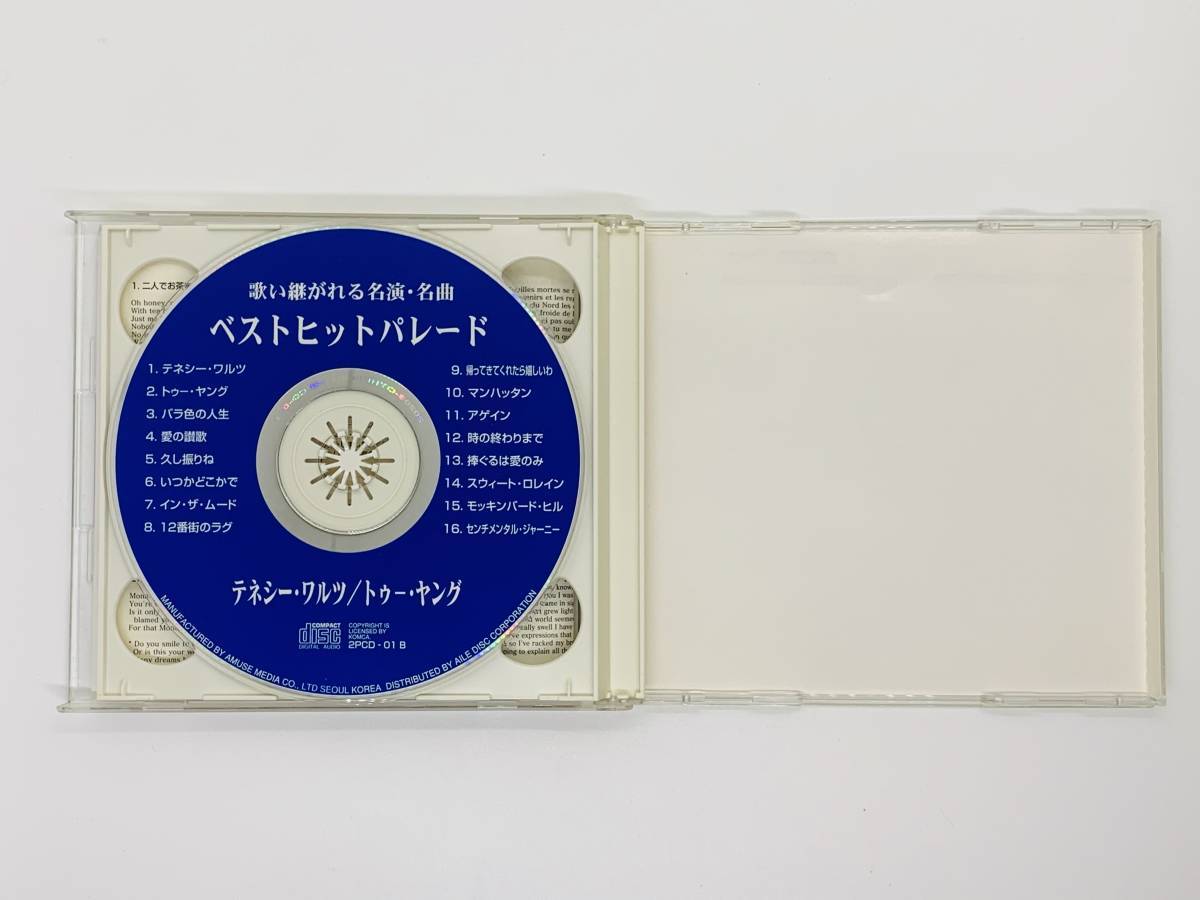 歌い継がれる名演・名曲
ベストヒットパレード
1. テネシー・ワルツ
2. トゥー・ヤング
3. バラ色の人生
4. 愛の讃歌
5. 久し振りね
6. いつかどこかで
7. イン・ザ・ムード
8. 12番街のラグ
9. 帰ってきてくれたら嬉しいわ
10. マンハッタン
11. アゲイン
12. 時の終わりまで
13. 捧ぐるは愛のみ
14. スウィート・ロレイン
15. モッキンバード・ヒル
16. センチメンタル・ジャーニー
テネシー・ワルツ/トゥー・ヤング
COMPACT
disc
DIGITAL AUDIO
COPYRIGHT IS
LICENSED BY
KOMCA
2PCD - 01 B
MANUFACTURED BY AMUSE MEDIA CO., LTD SEOUL KOREA DISTRIBUTED BY AILE DISC CORPORATION
1. 二人でお茶
Oh honey
With
Just
No
mortes se
et les
du Nord les
froide de
pas
tu me
You're
Is it only
blamed
For that
* Do you smile
Or is this your
dreams
know
you I was
came in
grew light
world seemed
swell I have
expressions that
so I've racked my
to explain all